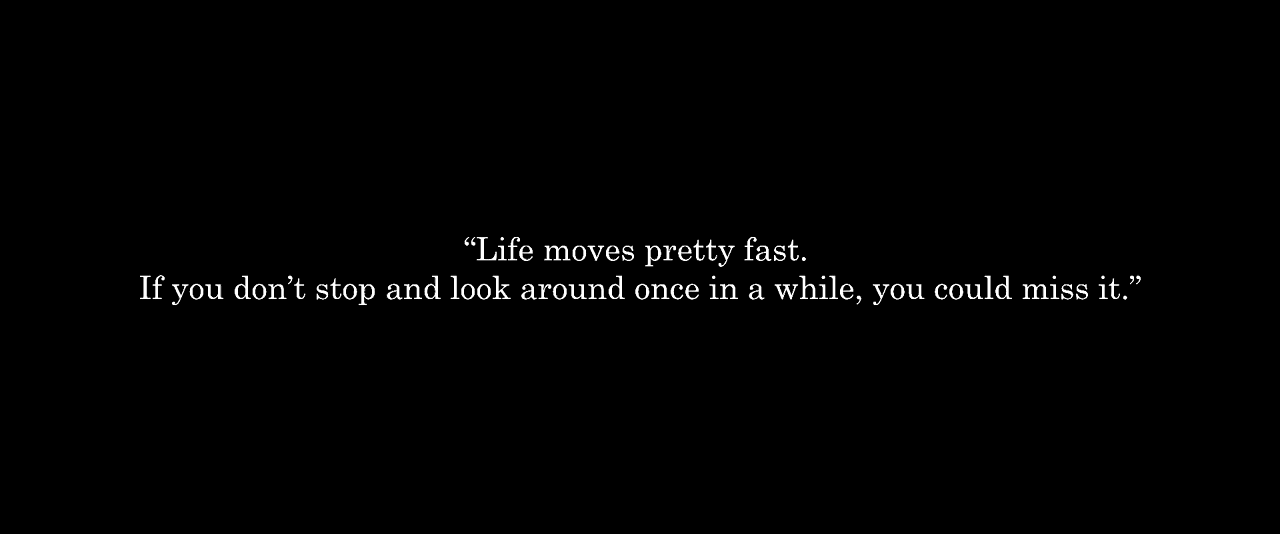 “Life moves pretty fast.
If you don’t stop and look around once in a while, you could miss it.”